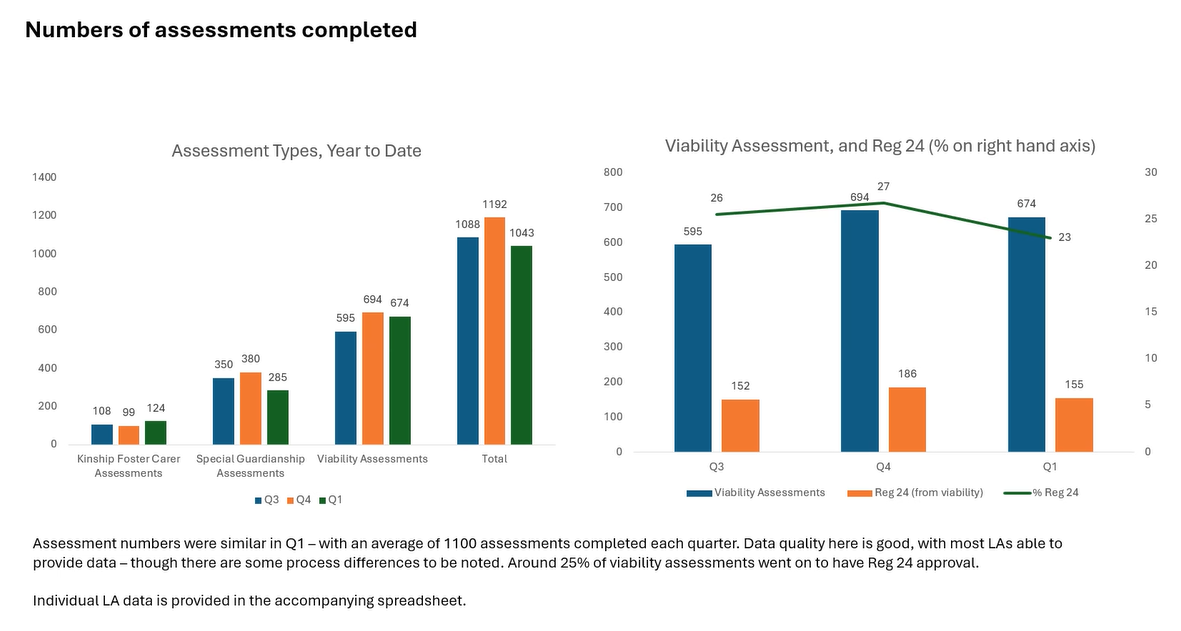 Numbers of assessments completed
Assessment Types, Year to Date
1400
1200
1000
800
600
400
200
0
108
99
124
350
380
285
595
694
674
1088
1192
1043
Kinship Foster Carer
Assessments
Special Guardianship
Assessments
Viability Assessments
Total
Q3 Q4 Q1
Viability Assessment, and Reg 24 (% on right hand axis)
800
700
600
500
400
300
200
100
0
30
25
20
15
10
5
0
26
27
23
595
152
694
186
674
155
Q3
Q4
Q1
Viability Assessments Reg 24 (from viability) % Reg 24
Assessment numbers were similar in Q1 – with an average of 1100 assessments completed each quarter. Data quality here is good, with most LAs able to
provide data – though there are some process differences to be noted. Around 25% of viability assessments went on to have Reg 24 approval.
Individual LA data is provided in the accompanying spreadsheet.